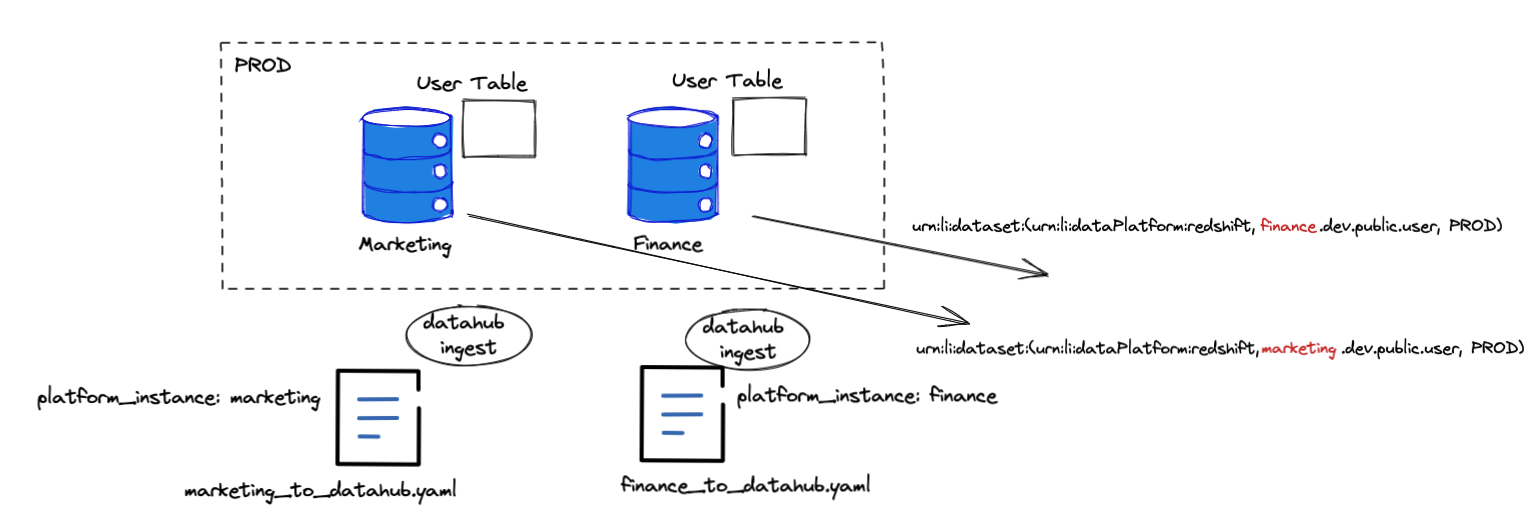 PROD
User Table
User Table
Marketing
Finance
urn:li:dataset:(urn:li:dataPlatform:redshift, finance.dev.public.user, PROD)
urn:li:dataset:(urn:li:dataPlatform:redshift,marketing.dev.public.user, PROD)
datahub
ingest
datahub
ingest
platform_instance: marketing
platform_instance: finance
marketing_to_datahub.yaml
finance_to_datahub.yaml